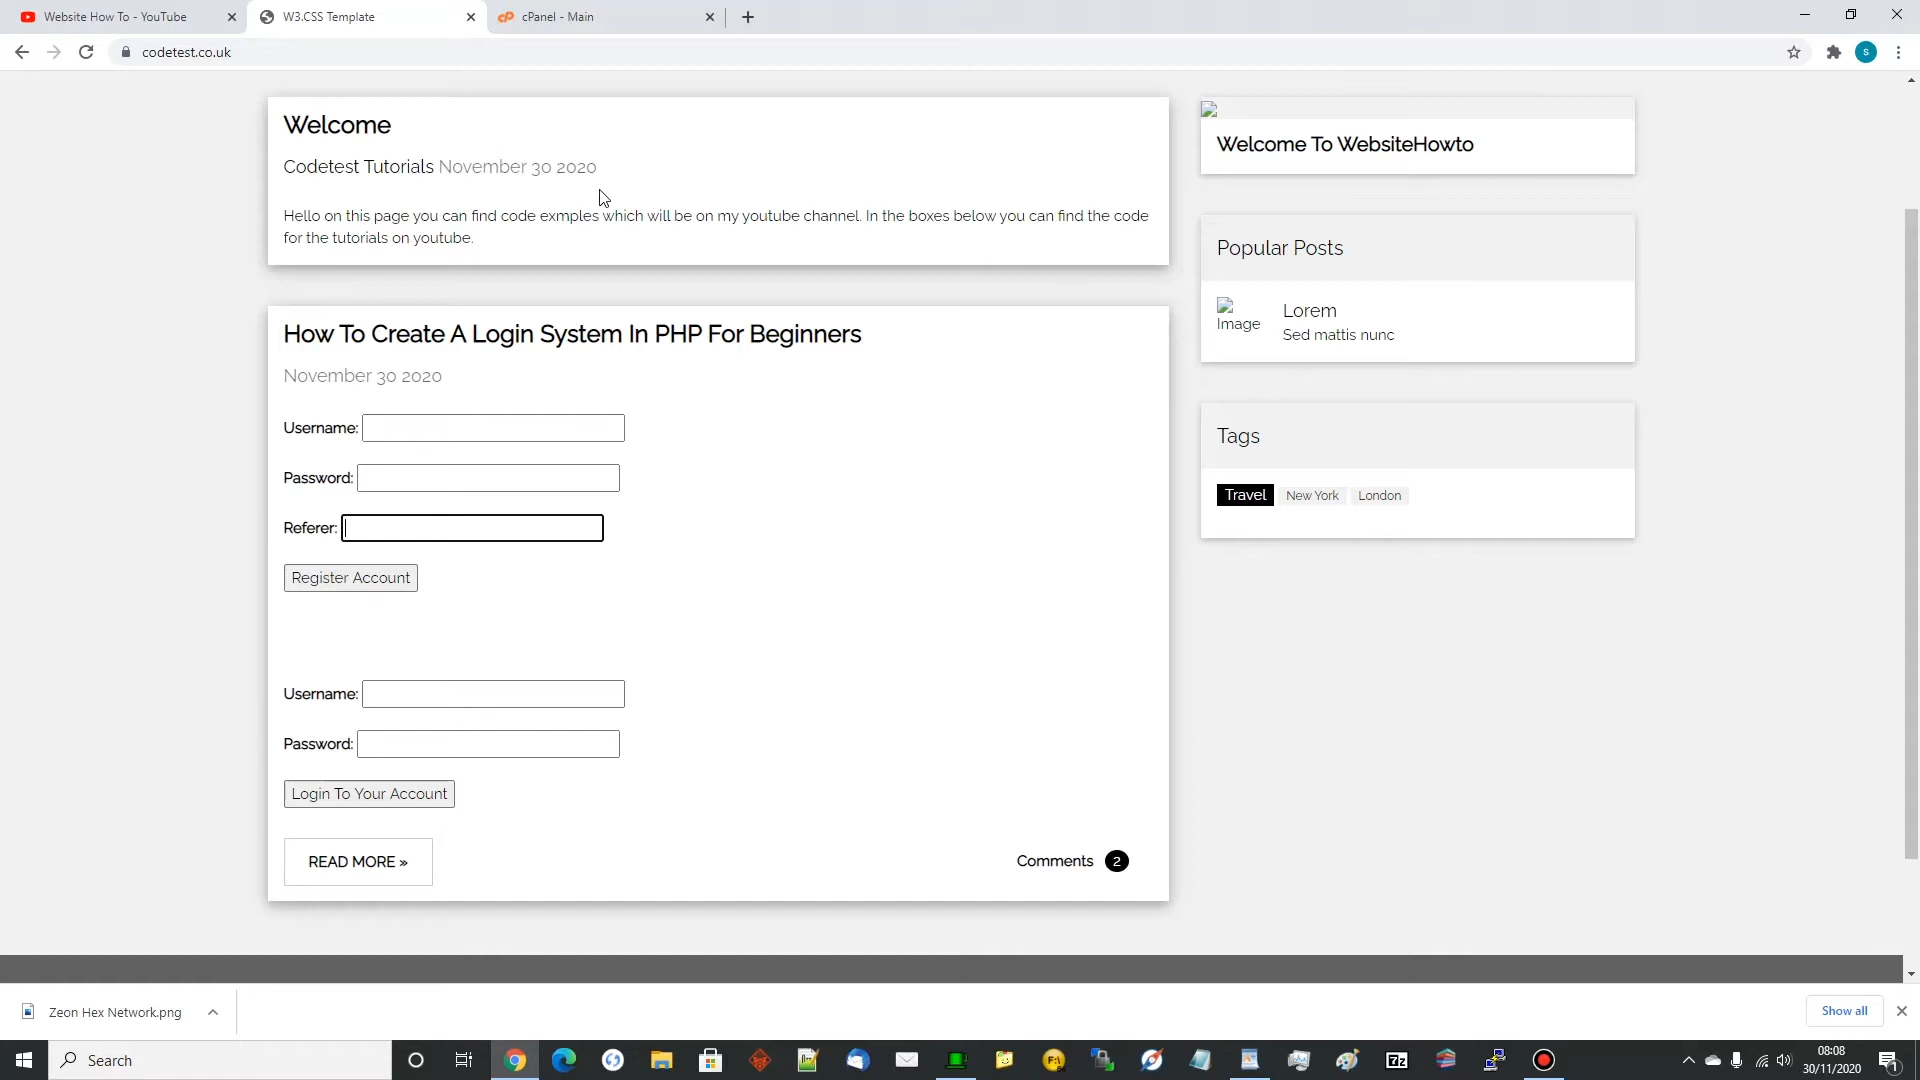 Website How To - YouTube
W3.CSS Template
cPanel - Main
codetest.co.uk
S
Welcome
Codetest Tutorials November 30 2020
Hello on this page you can find code exmples which will be on my youtube channel. In the boxes below you can find the code
for the tutorials on youtube.
How To Create A Login System In PHP For Beginners
November 30 2020
Username:
Password:
Referer:
Register Account
Username:
Password:
Login To Your Account
READ MORE »
Comments 2
Welcome To WebsiteHowto
Popular Posts
Image
Lorem
Sed mattis nunc
Tags
Travel New York London
Zeon Hex Network.png
Show all
Search
F:\
7z
08:08
30/11/2020
1